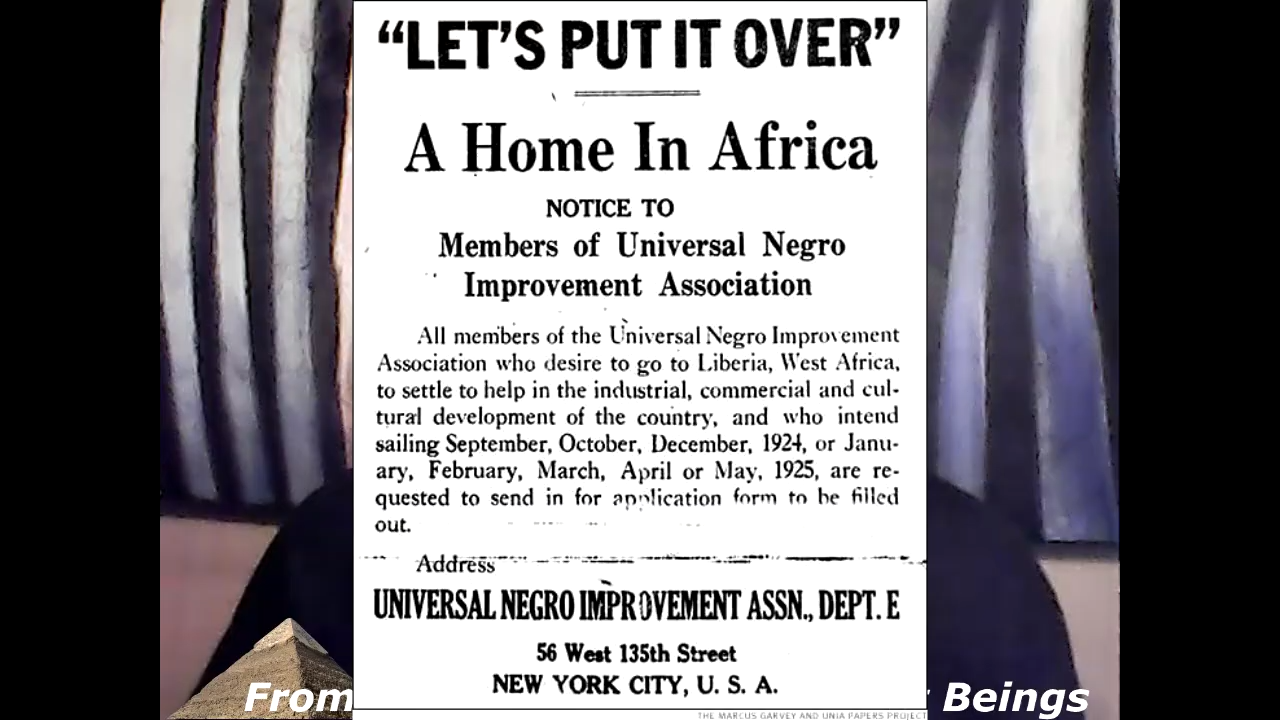 “LET’S PUT IT OVER”
A Home In Africa
NOTICE TO
Members of Universal Negro
Improvement Association
All members of the Universal Negro Improvement
Association who desire to go to Liberia, West Africa,
to settle to help in the industrial, commercial and cul-
tural development of the country, and who intend
sailing September, October, December, 1924, or Janu-
ary, February, March, April or May, 1925, are re-
quested to send in for application form to be filled
out.
Address
UNIVERSAL NEGRO IMPROVEMENT ASSN., DEPT. E
56 West 135th Street
NEW YORK CITY, U. S. A.
From Beings
THE MARCUS GARVEY AND UNIA PAPERS PROJECT